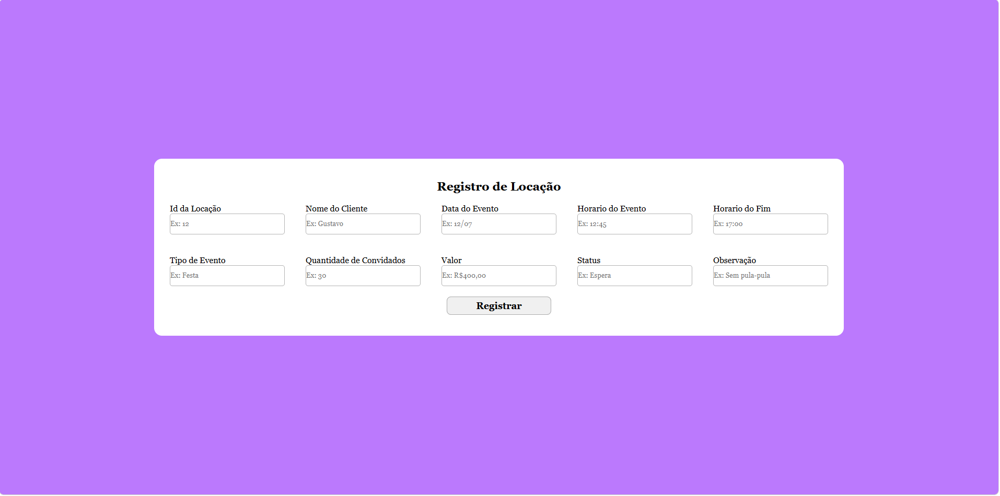 Registro de Locação
Id da Locação Nome do Cliente Data do Evento Horario do Evento Horario do Fim
Ex: 12 Ex: Gustavo Ex: 12/07 Ex: 12:45 Ex: 17:00
Tipo de Evento Quantidade de Convidados Valor Status Observação
Ex: Festa Ex: 30 Ex: R$400,00 Ex: Espera Ex: Sem pula-pula
Registrar